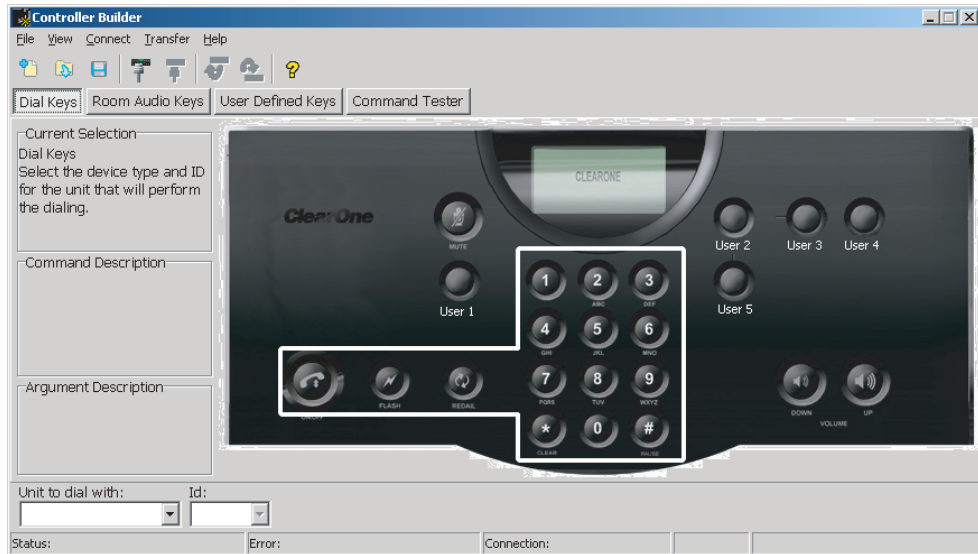 Controller Builder
File View Connect Transfer Help
Dial Keys Room Audio Keys User Defined Keys Command Tester
Current Selection
Dial Keys
Select the device type and ID
for the unit that will perform
the dialing.
Command Description
Argument Description
CLEARONE
ClearOne
MUTE
User 1
User 2 User 3 User 4
User 5
1 2 3
ABC DEF
4 5 6
GHI JKL MNO
7 8 9
PQRS TUV WXYZ
* 0 #
CLEAR PAUSE
ON/OFF FLASH REDAIL
DOWN UP
VOLUME
Unit to dial with: Id:
Status: Error: Connection: